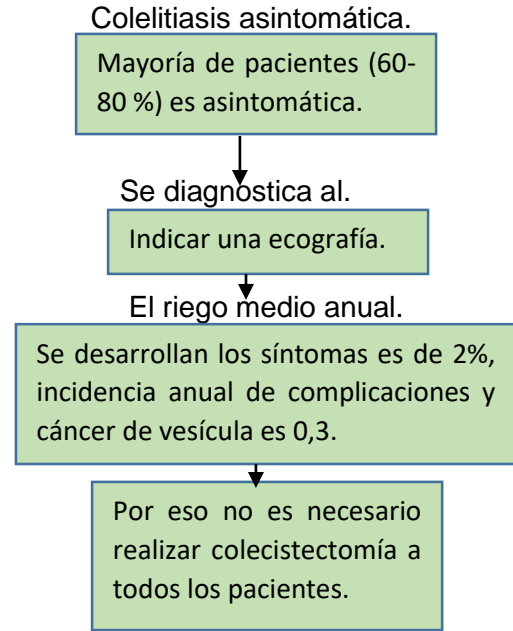 Colelitiasis asintomática.
Mayoría de pacientes (60-
80 %) es asintomática.
Se diagnostica al.
Indicar una ecografía.
El riego medio anual.
Se desarrollan los síntomas es de 2%,
incidencia anual de complicaciones y
cáncer de vesícula es 0,3.
Por eso no es necesario
realizar colecistectomía a
todos los pacientes.